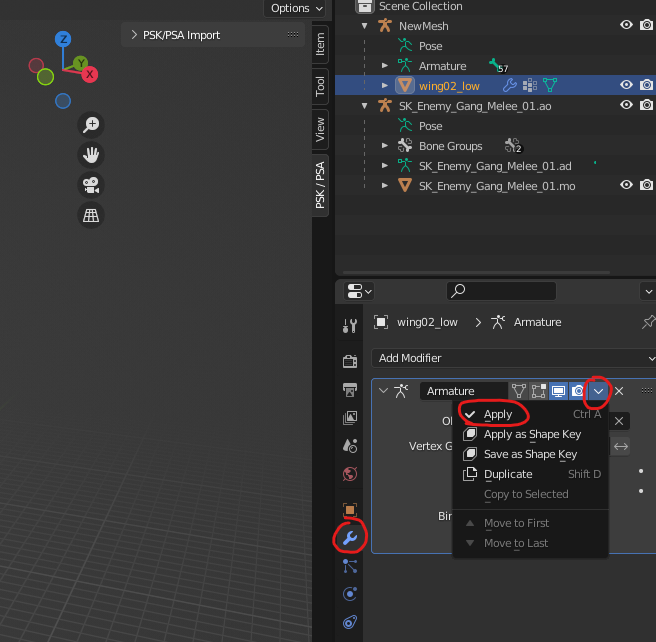 Options
PSK/PSA Import
Z
Y
X
Item
Tool
View
PSK / PSA
Scene Collection
NewMesh
Pose
Armature
57
wing02_low
SK_Enemy_Gang_Melee_01.ao
Pose
Bone Groups
12
SK_Enemy_Gang_Melee_01.ad
SK_Enemy_Gang_Melee_01.mo
wing02_low > Armature
Add Modifier
Armature
Apply Ctrl A
Apply as Shape Key
Save as Shape Key
Vertex G
Duplicate Shift D
Copy to Selected
Bin
Move to First
Move to Last